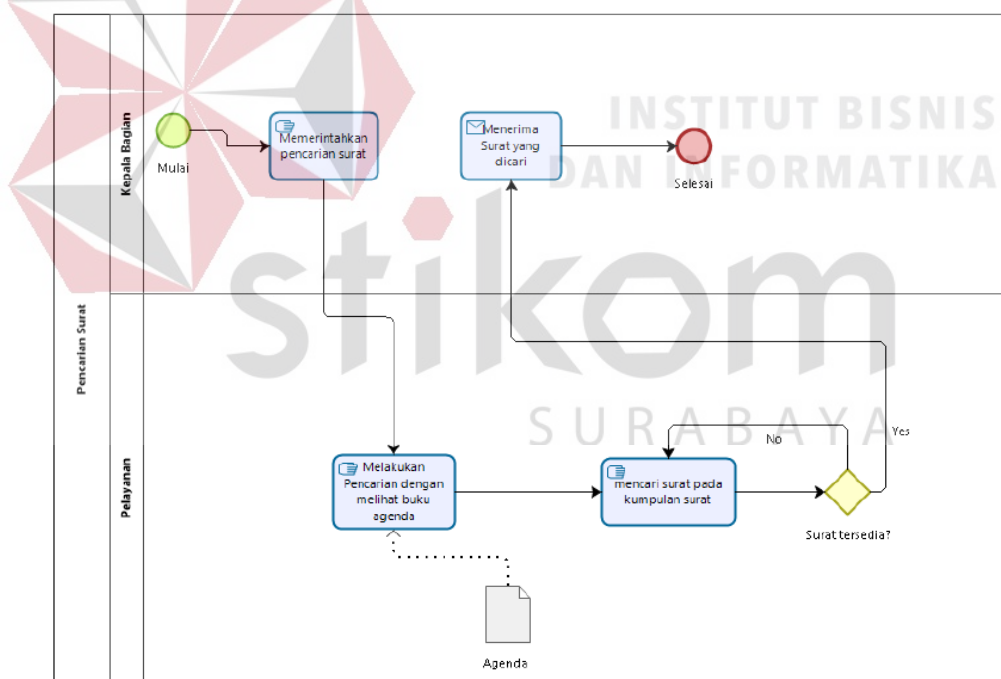 Pencarian Surat
Kepala Bagian
Mulai
Memerintahkan
pencarian surat
Menerima
Surat yang
dicari
Selesai
INSTITUT BISNIS
DAN INFORMATIKA
stikom
SURABAYA
Pelayanan
Melakukan
Pencarian dengan
melihat buku
agenda
mencari surat pada
kumpulan surat
No
Yes
Surat tersedia?
Agenda